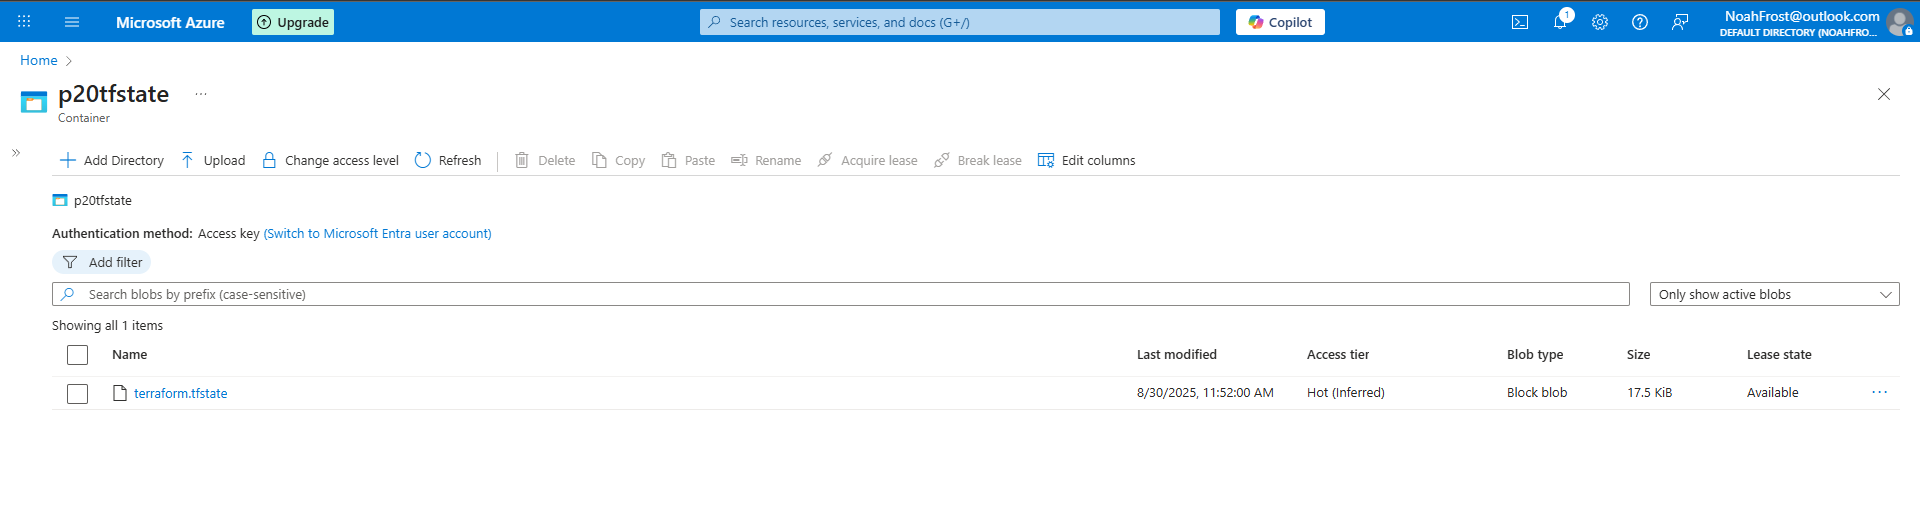 Microsoft Azure Upgrade Search resources, services, and docs (G+/) Copilot 1 NoahFrost@outlook.com
DEFAULT DIRECTORY (NOAHFRO...
Home >
p20tfstate ...
Container
» Add Directory Upload Change access level Refresh Delete Copy Paste Rename Acquire lease Break lease Edit columns
p20tfstate
Authentication method: Access key (Switch to Microsoft Entra user account)
Add filter
Search blobs by prefix (case-sensitive) Only show active blobs
Showing all 1 items
Name Last modified Access tier Blob type Size Lease state
terraform.tfstate 8/30/2025, 11:52:00 AM Hot (Inferred) Block blob 17.5 KiB Available ...